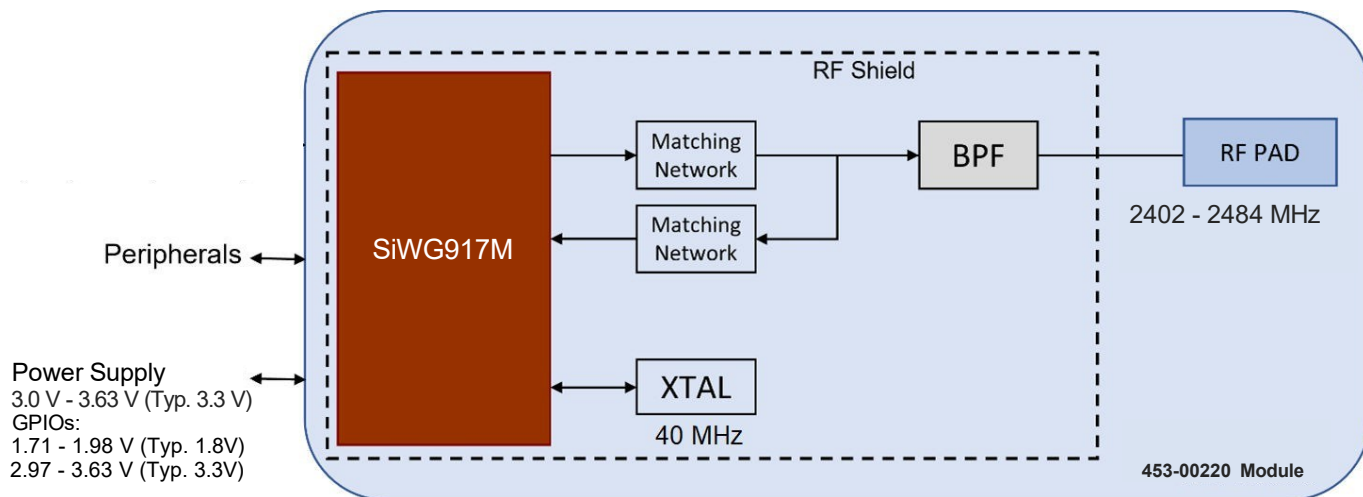 RF Shield
Matching
Network
BPF
RF PAD
2402 - 2484 MHz
Matching
Network
SiWG917M
Peripherals
XTAL
40 MHz
Power Supply
3.0 V - 3.63 V (Typ. 3.3 V)
GPIOs:
1.71 - 1.98 V (Typ. 1.8V)
2.97 - 3.63 V (Typ. 3.3V)
453-00220 Module